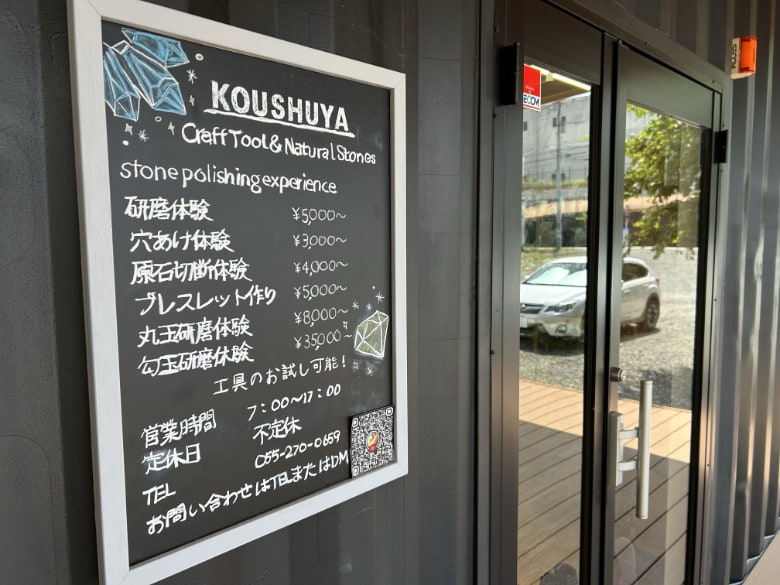 KOUSHUYA
Craft Tool & Natural Stones
stone polishing experience
研磨体験 ¥5,000~
穴あけ体験 ¥3,000~
原石切断体験 ¥4,000~
ブレスレット作り ¥5,000~
丸玉研磨体験 ¥8,000~
勾玉研磨体験 ¥35,000~
工具のお試し可能!
営業時間 7:00~17:00
定休日 不定休
TEL 055-270-0659
お問い合わせはTELまたはDM